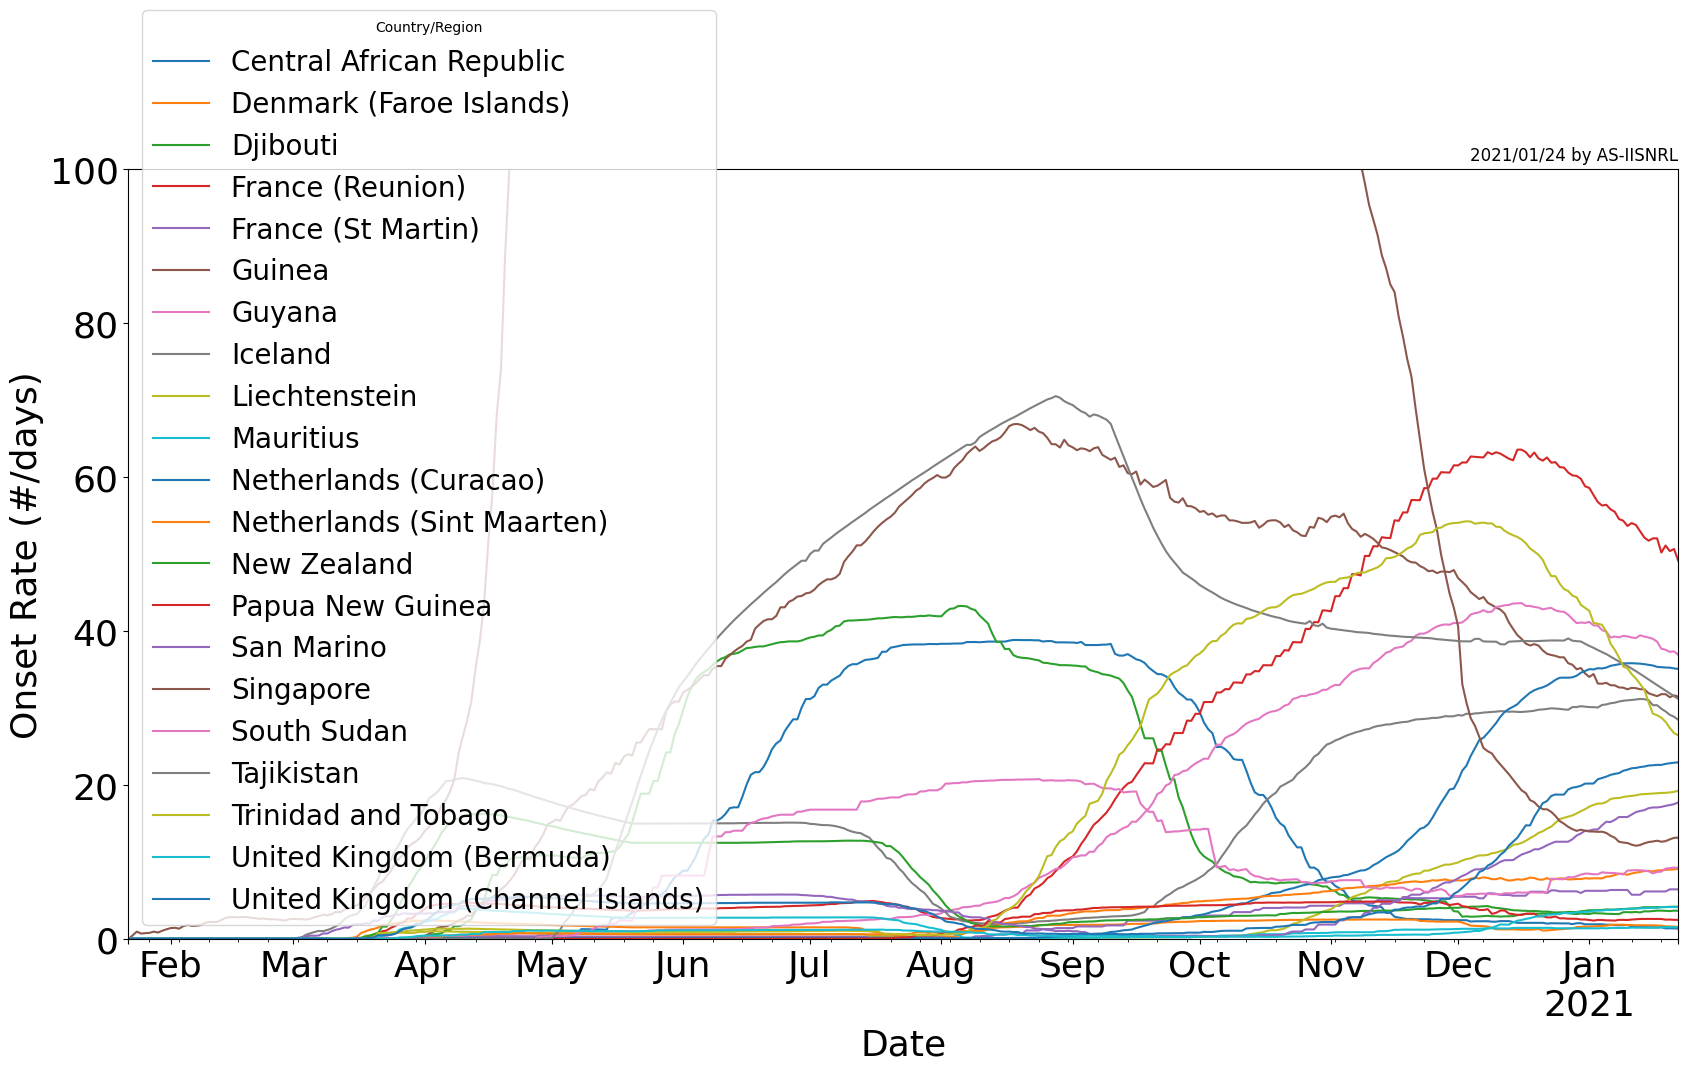 Country/Region
Central African Republic
Denmark (Faroe Islands)
Djibouti
France (Reunion)
France (St Martin)
Guinea
Guyana
Iceland
Liechtenstein
Mauritius
Netherlands (Curacao)
Netherlands (Sint Maarten)
New Zealand
Papua New Guinea
San Marino
Singapore
South Sudan
Tajikistan
Trinidad and Tobago
United Kingdom (Bermuda)
United Kingdom (Channel Islands)
2021/01/24 by AS-IISNRL
Onset Rate (#/days)
100
80
60
40
20
0
Feb Mar Apr May Jun Jul Aug Sep Oct Nov Dec Jan
2021
Date